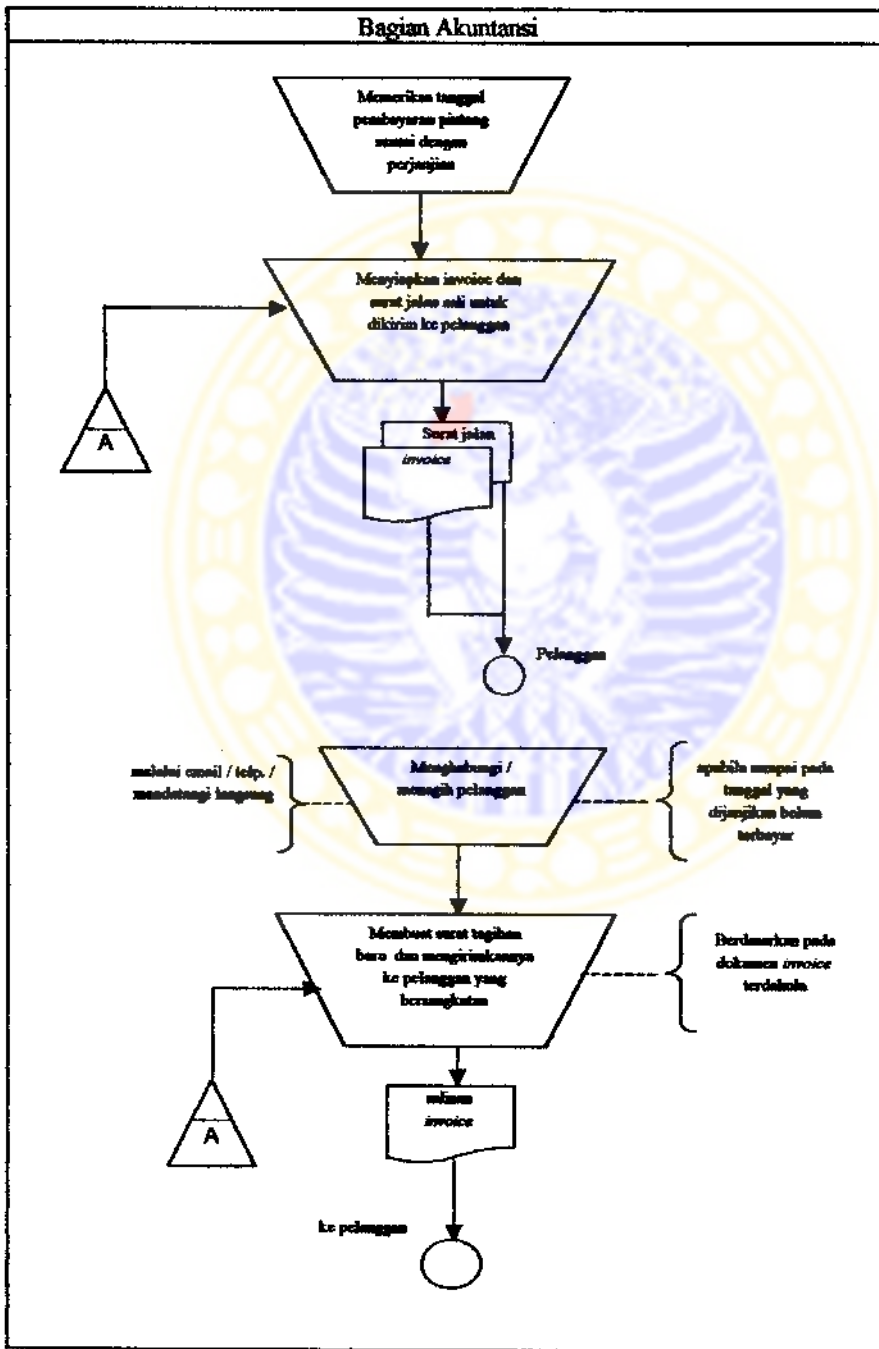 Bagian Akuntansi
Memerikan tanggal
pembayaran piutang
sesuai dengan
perjanjian
Menyiapkan invoice dan
surat jalan asli untuk
dikirim ke pelanggan
A
Surat jalan
invoice
Pelanggan
melalui email / telp. /
mendatangi langsung
Menghubungi /
menagih pelanggan
apabila sampai pada
tanggal yang
dijanjikan belum
terbayar
Membuat surat tagihan
baru dan mengirimkannya
ke pelanggan yang
bersangkutan
Berdasarkan pada
dokumen invoice
terdahulu
A
salinan
invoice
ke pelanggan